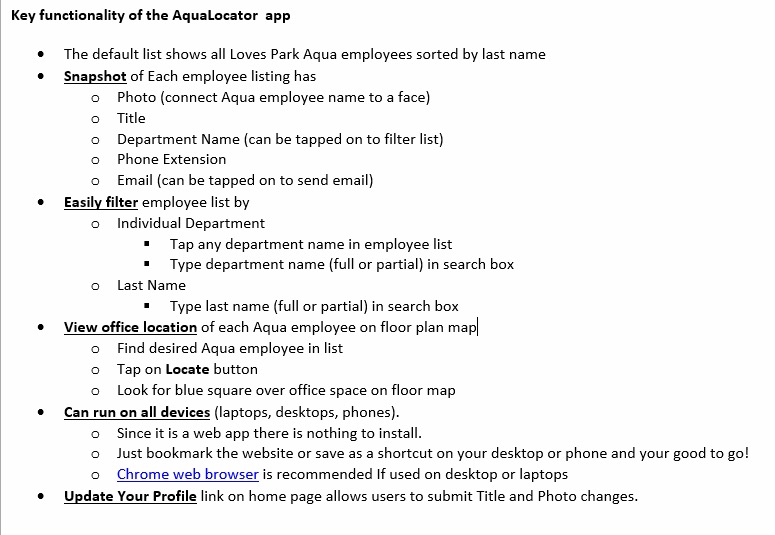 Key functionality of the AquaLocator  app
• The default list shows all Loves Park Aqua employees sorted by last name
• Snapshot of Each employee listing has
o Photo (connect Aqua employee name to a face)
o Title
o Department Name (can be tapped on to filter list)
o Phone Extension
o Email (can be tapped on to send email)
• Easily filter employee list by
o Individual Department
▪ Tap any department name in employee list
▪ Type department name (full or partial) in search box
o Last Name
▪ Type last name (full or partial) in search box
• View office location of each Aqua employee on floor plan map
o Find desired Aqua employee in list
o Tap on Locate button
o Look for blue square over office space on floor map
• Can run on all devices (laptops, desktops, phones).
o Since it is a web app there is nothing to install.
o Just bookmark the website or save as a shortcut on your desktop or phone and your good to go!
o Chrome web browser is recommended If used on desktop or laptops
• Update Your Profile link on home page allows users to submit Title and Photo changes.